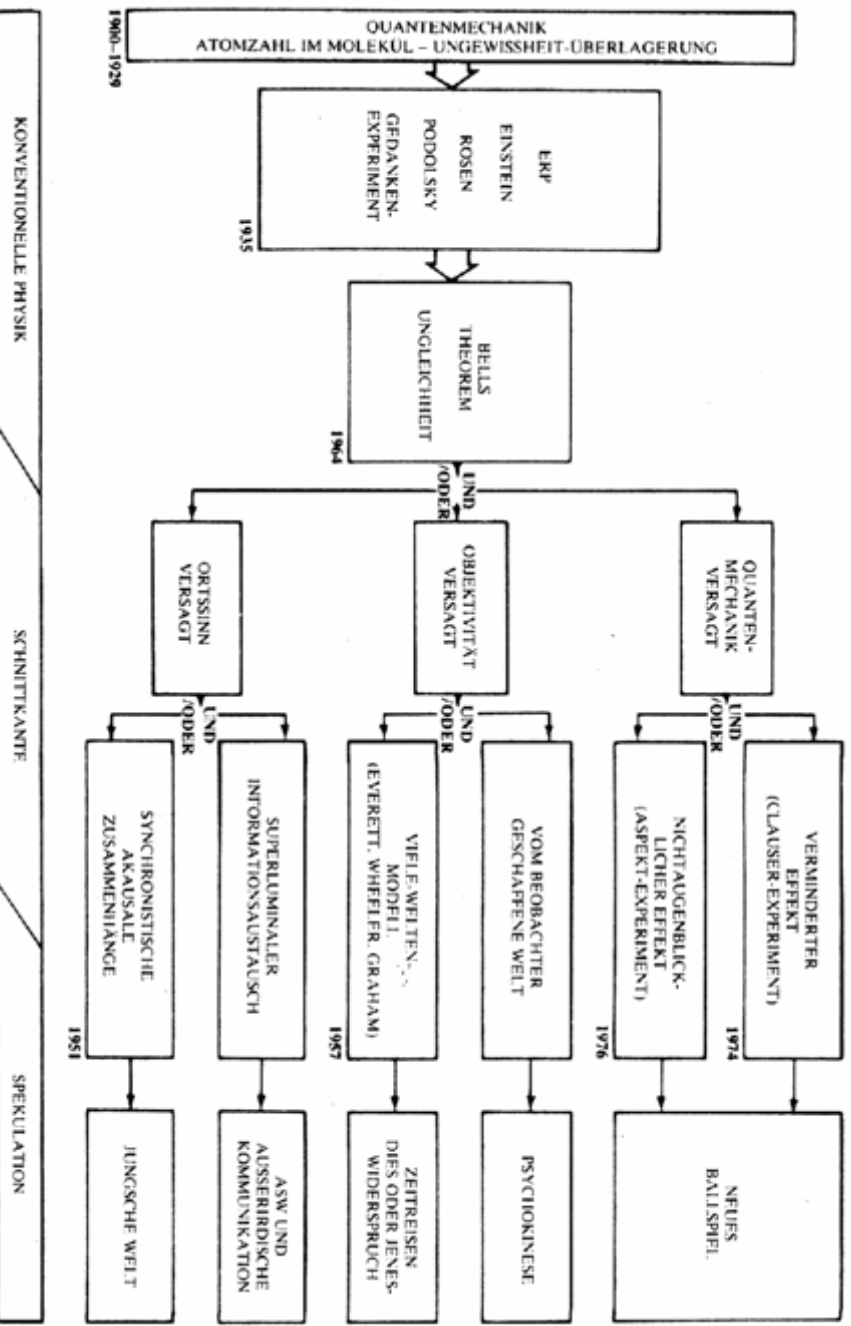 QUANTENMECHANIK
ATOMZAHL IM MOLEKÜL – UNGEWISSHEIT-ÜBERLAGERUNG
1900–1929
ERP
EINSTEIN
ROSEN
PODOLSKY
GEDANKEN-
EXPERIMENT
1935
BELLS
THEOREM
UNGLEICHHEIT
1964
UND
/ODER
QUANTEN-
MECHANIK
VERSAGT
OBJEKTIVITÄT
VERSAGT
ORTSSINN
VERSAGT
UND
/ODER
UND
/ODER
UND
/ODER
VERMINDERTER
EFFEKT
(CLAUSER-EXPERIMENT)
1974
NICHTAUGENBLICK-
LICHER EFFEKT
(ASPEKT-EXPERIMENT)
1976
VOM BEOBACHTER
GESCHAFFENE WELT
VIELE-WELTEN-
MODELL
(EVERETT, WHEELER, GRAHAM)
1957
SUPERLUMINALER
INFORMATIONSAUSTAUSCH
SYNCHRONISTISCHE
AKAUSALE
ZUSAMMENHÄNGE
1951
NEUES
BALLSPIEL
PSYCHOKINESE
ZEITREISEN
DIES ODER JENES-
WIDERSPRUCH
ASW UND
AUSSERIRDISCHE
KOMMUNIKATION
JUNGSCHE WELT
KONVENTIONELLE PHYSIK
SCHNITTKANTE
SPEKULATION